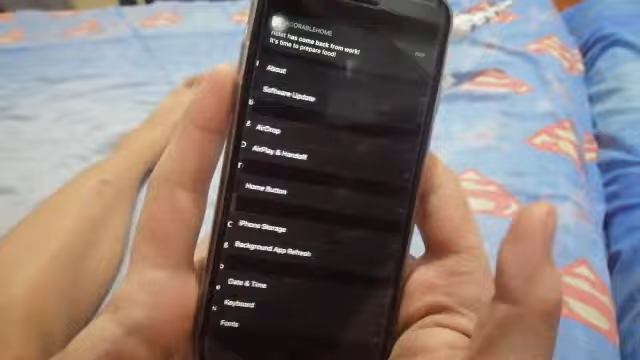 ADORABLEHOME
has come back from work!
It's time to prepare food!
About
Software Update
AirDrop
AirPlay & Handoff
Home Button
iPhone Storage
Background App Refresh
Date & Time
Keyboard
Fonts